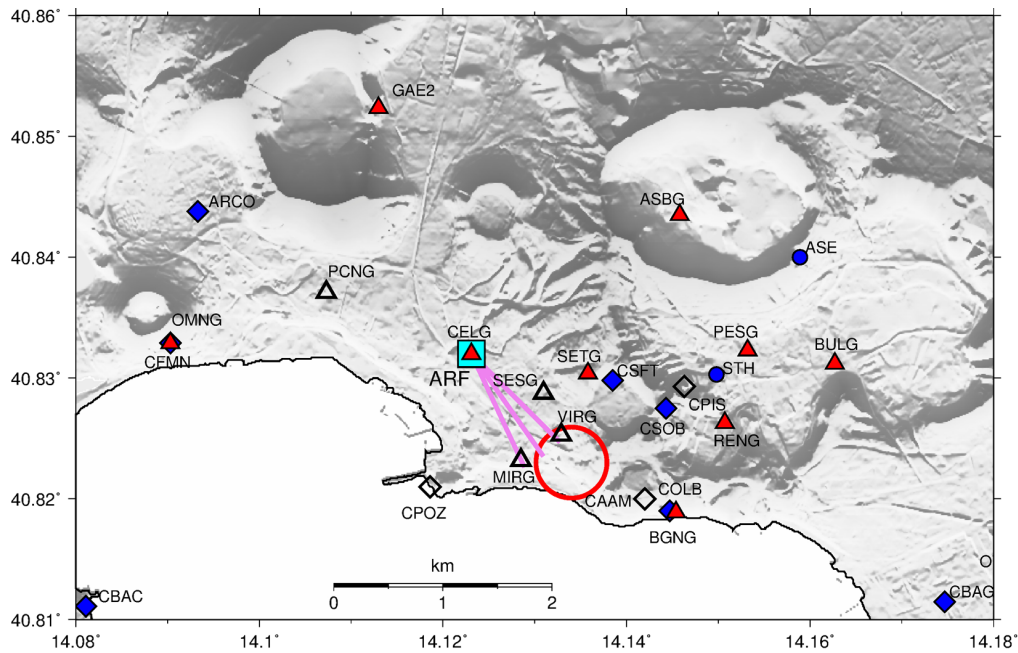 40.86°
GAE2
40.85°
ASBG
ARCO
ASE
40.84°
PCNG
OMNG
CELG
PESG
BULG
CFMN
SETG
STH
40.83°
ARF
SESG
CSFT
CPIS
VIRG
CSOB
RENG
MIRG
40.82°
CAAM
COLB
CPOZ
BGNG
O
km
CBAC
CBAG
0
1
2
40.81°
14.08
14.1°
14.12°
14.14°
14.16°
14.18